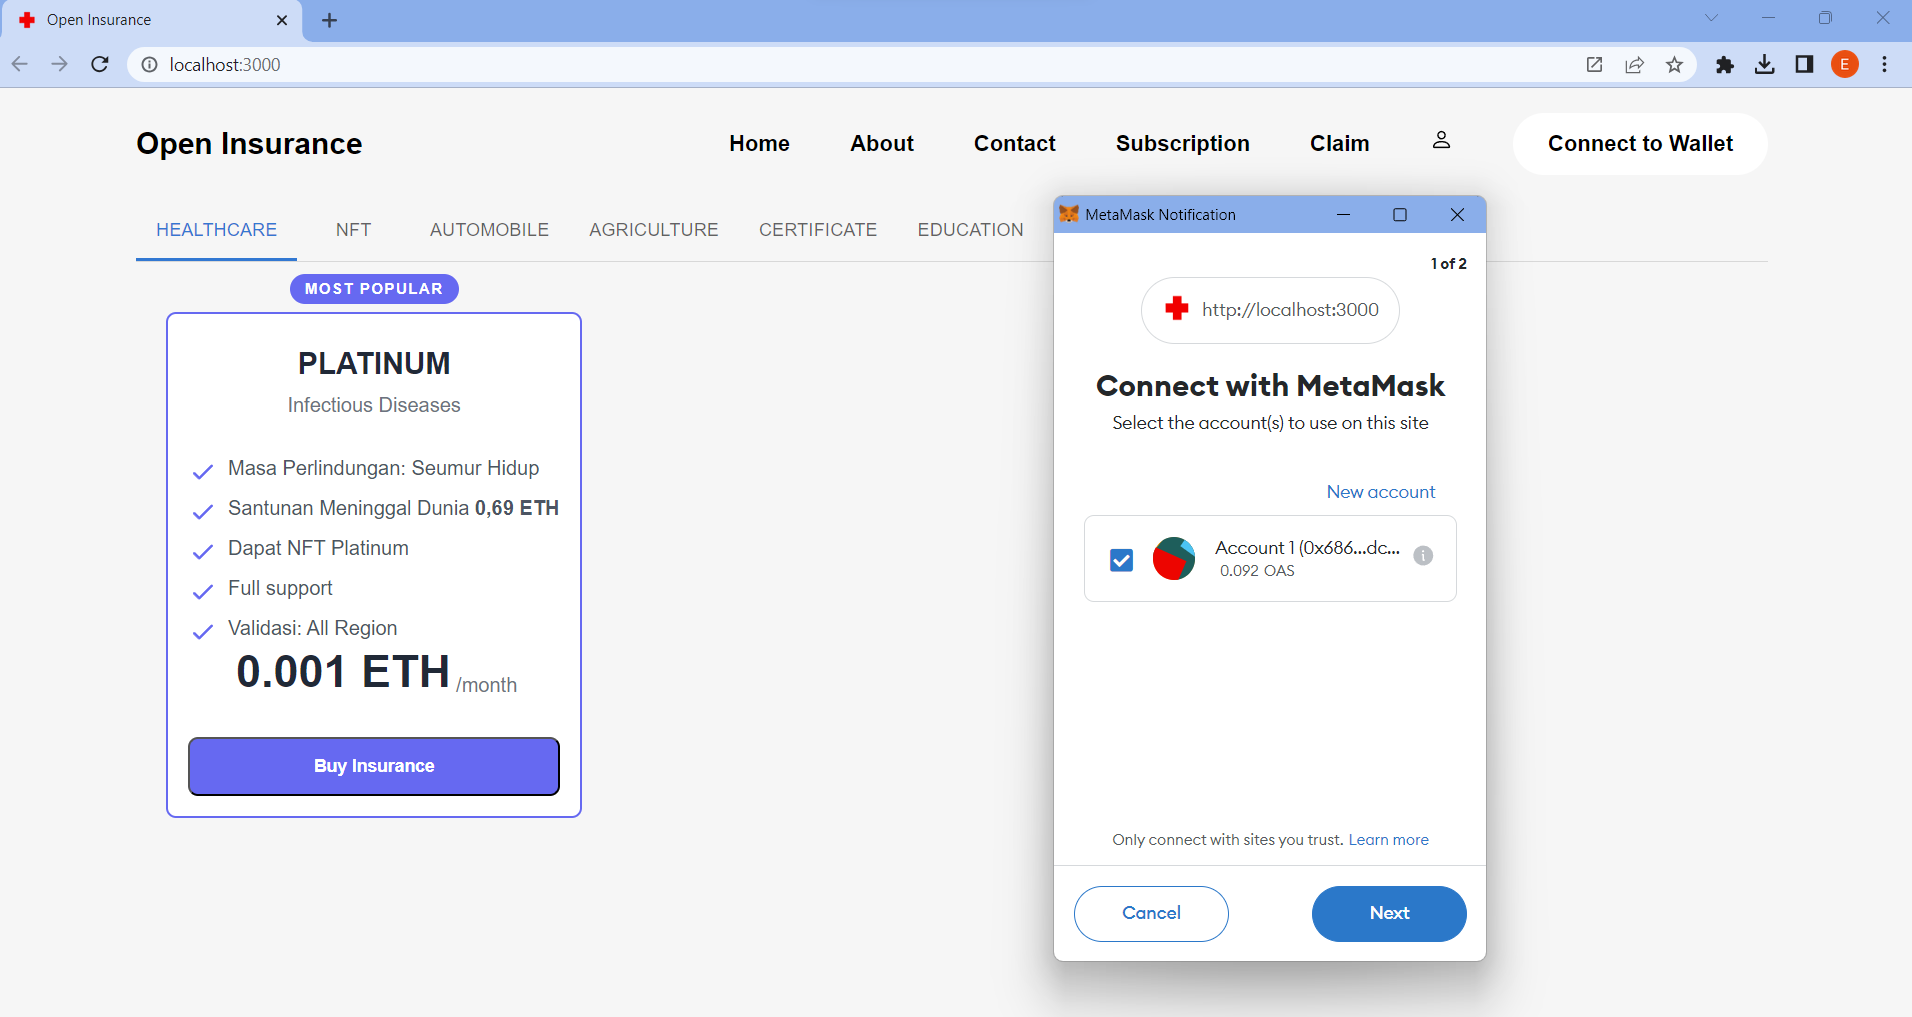 Open Insurance
localhost:3000
E
Open Insurance
Home About Contact Subscription Claim Connect to Wallet
HEALTHCARE NFT AUTOMOBILE AGRICULTURE CERTIFICATE EDUCATION
MOST POPULAR
PLATINUM
Infectious Diseases
Masa Perlindungan: Seumur Hidup
Santunan Meninggal Dunia 0,69 ETH
Dapat NFT Platinum
Full support
Validasi: All Region
0.001 ETH /month
Buy Insurance
MetaMask Notification
1 of 2
http://localhost:3000
Connect with MetaMask
Select the account(s) to use on this site
New account
Account 1 (0x686...dc...
0.092 OAS
Only connect with sites you trust. Learn more
Cancel Next